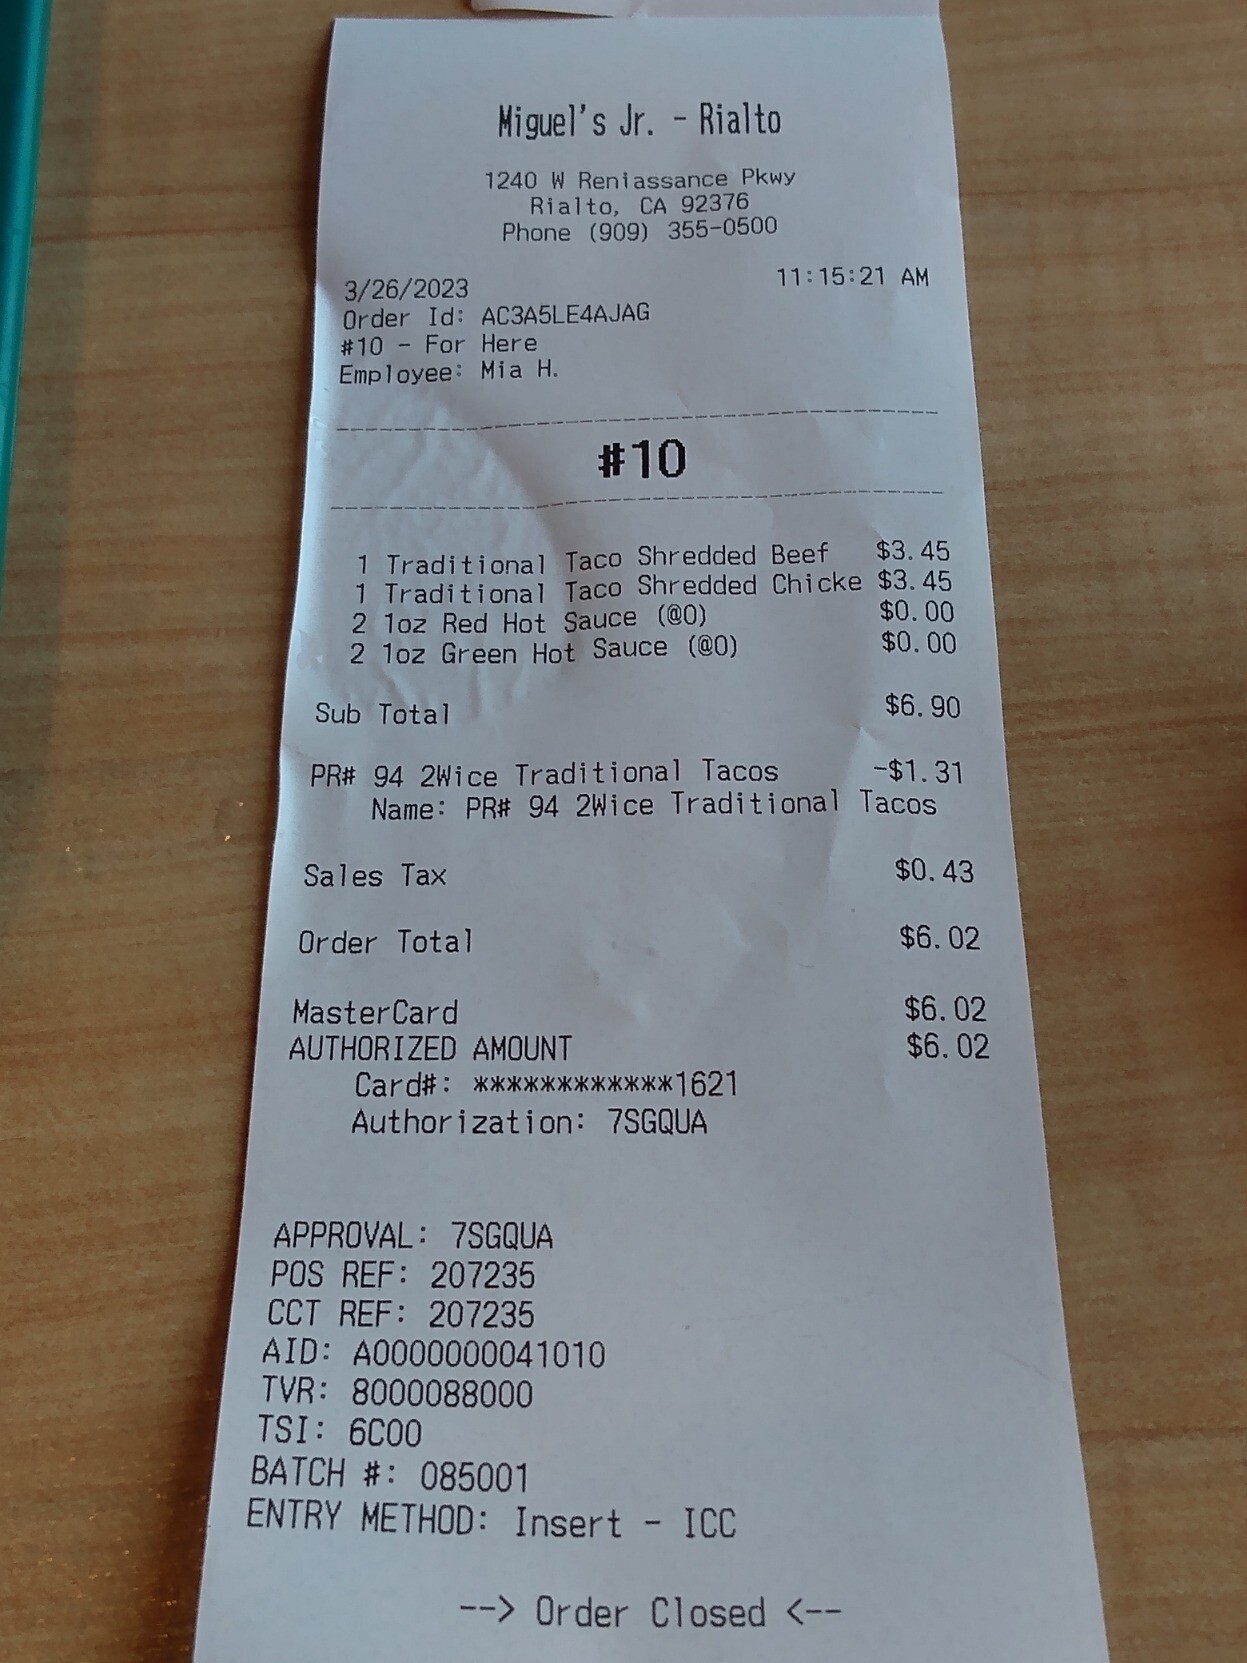 Miguel's Jr. - Rialto
1240 W Reniassance Pkwy
Rialto, CA 92376
Phone (909) 355-0500
3/26/2023 11:15:21 AM
Order Id: AC3A5LE4AJAG
#10 - For Here
Employee: Mia H.
#10
1 Traditional Taco Shredded Beef $3.45
1 Traditional Taco Shredded Chicke $3.45
2 1oz Red Hot Sauce (@0) $0.00
2 1oz Green Hot Sauce (@0) $0.00
Sub Total $6.90
PR# 94 2Wice Traditional Tacos -$1.31
Name: PR# 94 2Wice Traditional Tacos
Sales Tax $0.43
Order Total $6.02
MasterCard $6.02
AUTHORIZED AMOUNT $6.02
Card#: ************1621
Authorization: 7SGQUA
APPROVAL: 7SGQUA
POS REF: 207235
CCT REF: 207235
AID: A0000000041010
TVR: 8000088000
TSI: 6C00
BATCH #: 085001
ENTRY METHOD: Insert - ICC
--> Order Closed <--